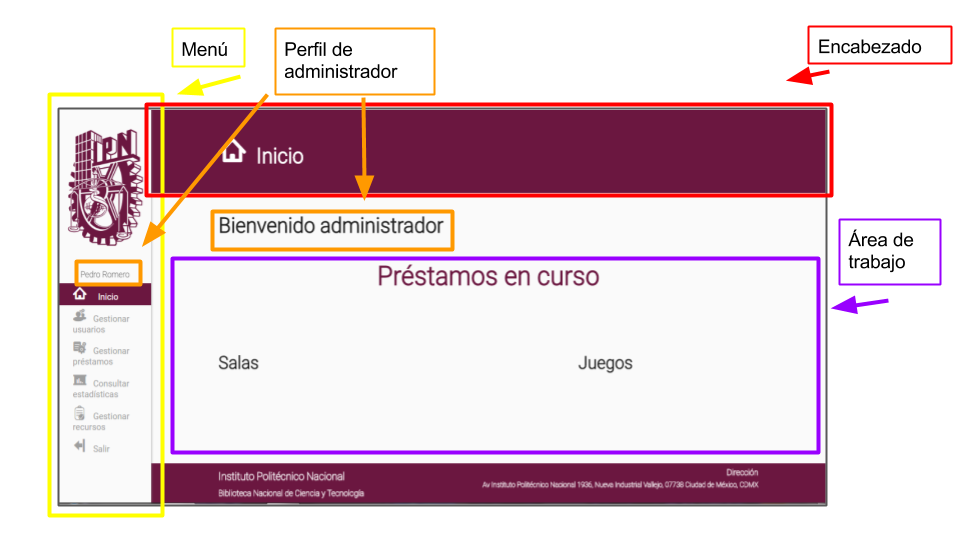 Menú
Perfil de
administrador
Encabezado
IPN
Inicio
Bienvenido administrador
Área de
trabajo
Préstamos en curso
Pedro Romero
Inicio
Gestionar
usuarios
Gestionar
préstamos
Consultar
estadísticas
Gestionar
recursos
Salir
Salas
Juegos
Instituto Politécnico Nacional
Biblioteca Nacional de Ciencia y Tecnología
Dirección
Av Instituto Politécnico Nacional 1936, Nueva Industrial Vallejo, 07738 Ciudad de México, CDMX